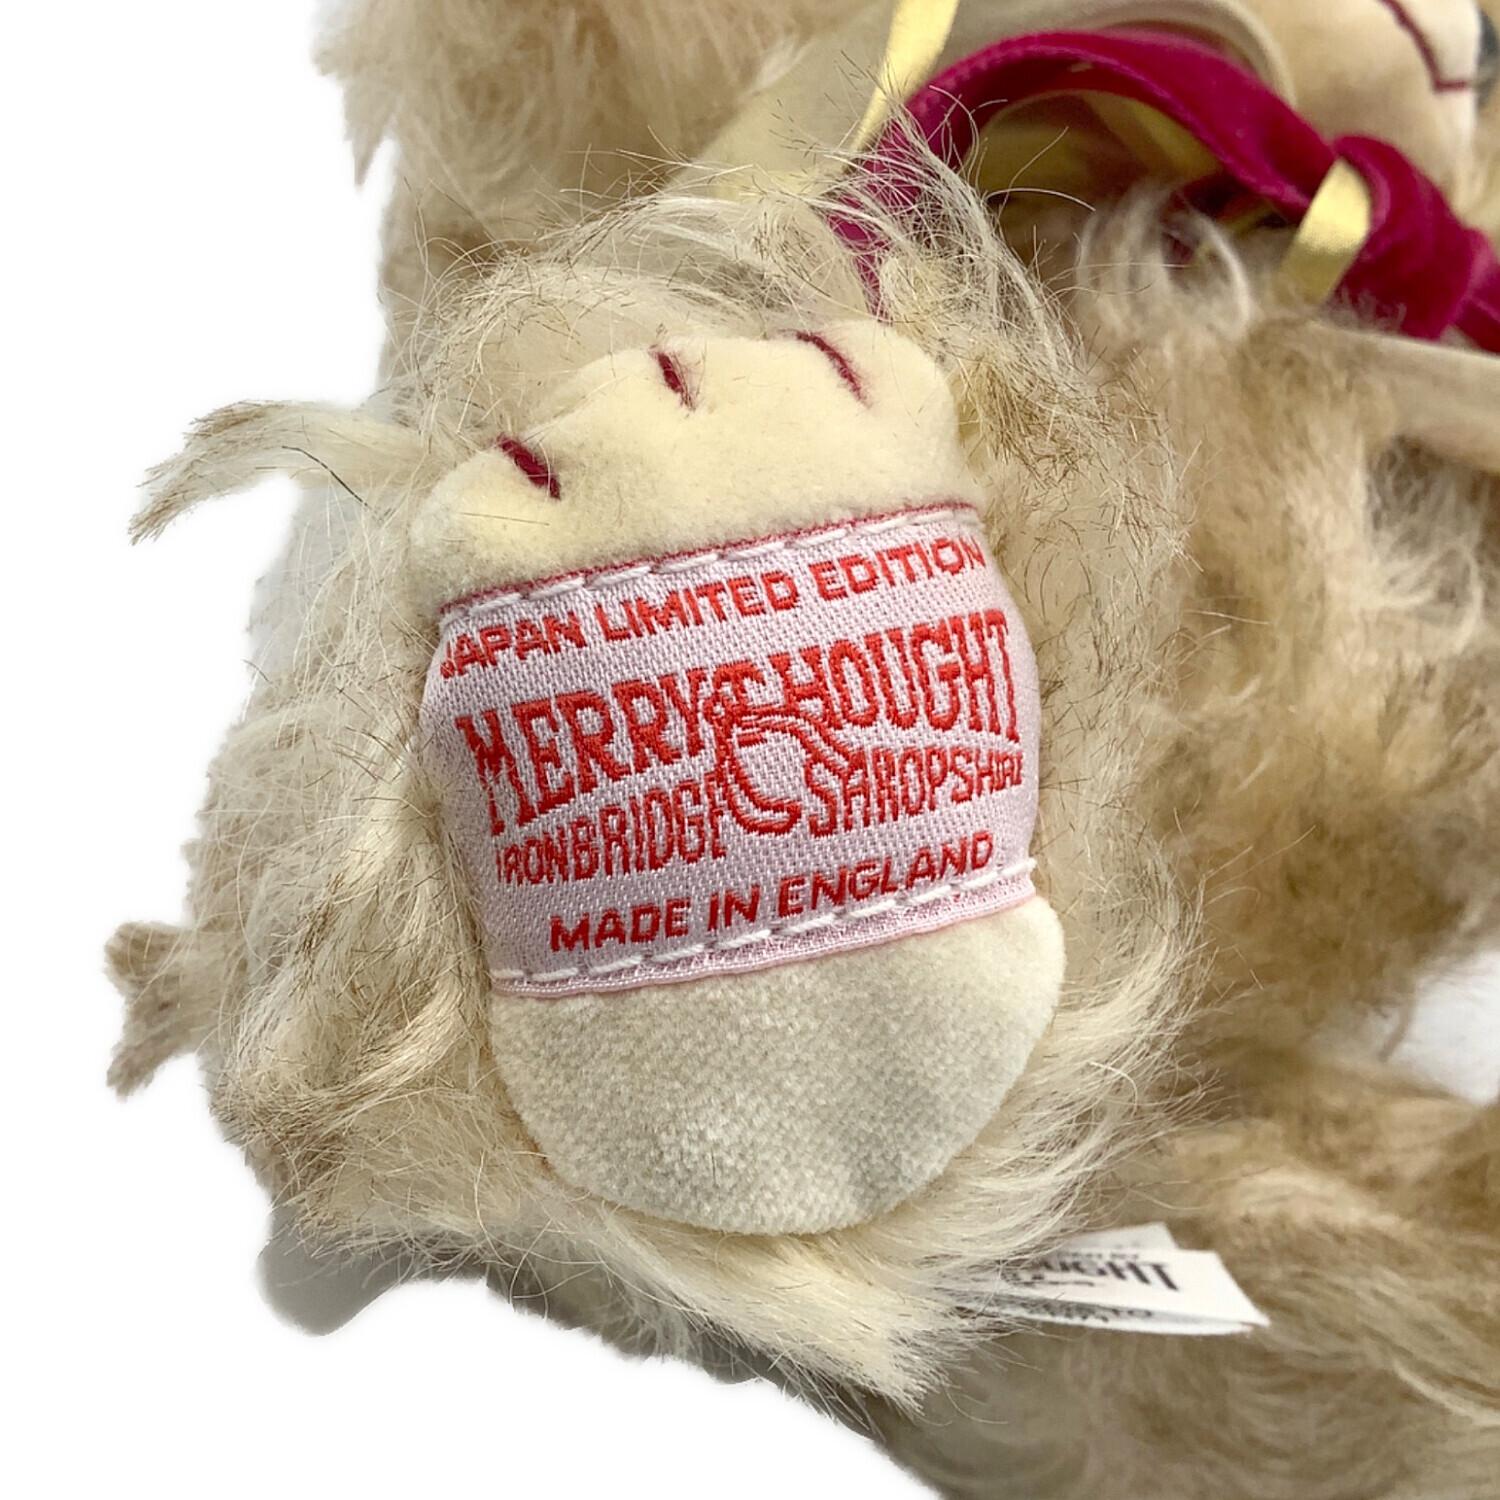 JAPAN LIMITED EDITION
MERRYTHOUGHT
IRONBRIDGE SHROPSHIRE
MADE IN ENGLAND